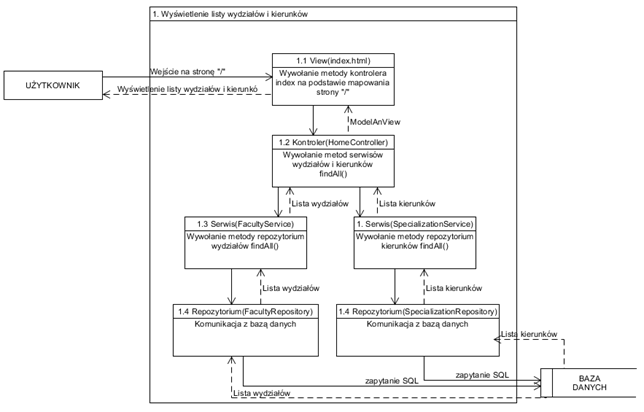 1. Wyświetlenie listy wydziałów i kierunków
1.1 View(index.html)
Wywołanie metody kontrolera
index na podstawie mapowania
strony "/"
UŻYTKOWNIK
Wejście na stronę "/"
Wyświetlenie listy wydziałów i kierunkó
ModelAnView
1.2 Kontroler(HomeController)
Wywołanie metod serwisów
wydziałów i kierunków
findAll()
Lista wydziałów
Lista kierunków
1.3 Serwis(FacultyService)
Wywołanie metody repozytorium
wydziałów findAll()
1. Serwis(SpecializationService)
Wywołanie metody repozytorium
kierunków findAll()
Lista wydziałów
Lista kierunków
1.4 Repozytorium(FacultyRepository)
Komunikacja z bazą danych
1.4 Repozytorium(SpecializationRepository)
Komunikacja z bazą danych
Lista kierunków
zapytanie SQL
zapytanie SQL
Lista wydziałów
BAZA
DANYCH